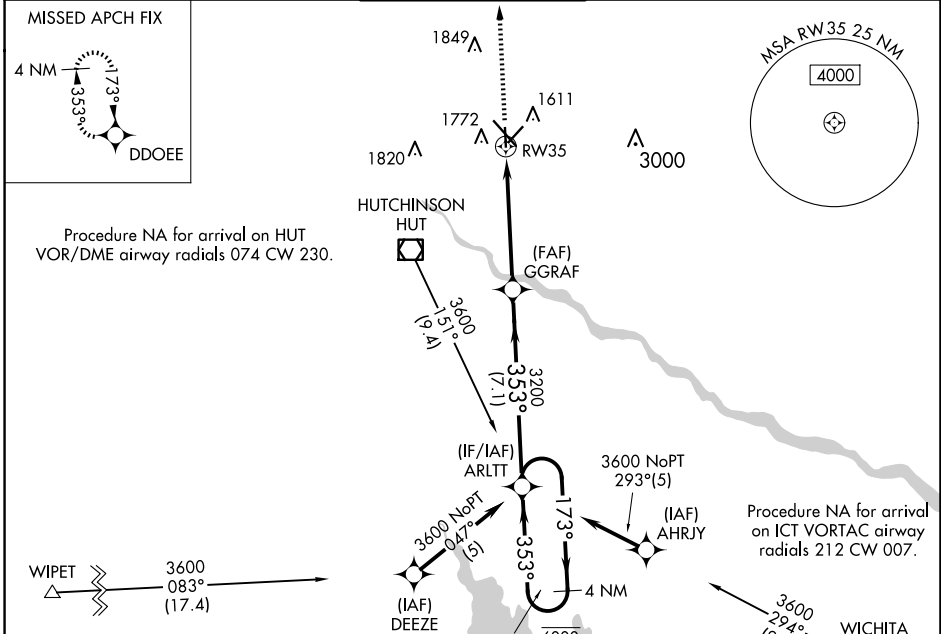 MISSED APCH FIX
4 NM
353°
173°
DDOEE
1849
1611
1772
RW35
1820
3000
MSA RW35 25 NM
4000
HUTCHINSON
HUT
Procedure NA for arrival on HUT
VOR/DME airway radials 074 CW 230.
(FAF)
GGRAF
3600
151°
(9.4)
3200
353°
(7.1)
(IF/IAF)
ARLTT
3600 NoPT
293°(5)
173°
353°
(IAF)
AHRJY
Procedure NA for arrival
on ICT VORTAC airway
radials 212 CW 007.
3600 NoPT
047°
(5)
WIPET
3600
083°
(17.4)
4 NM
(IAF)
DEEZE
3600
294°
WICHITA